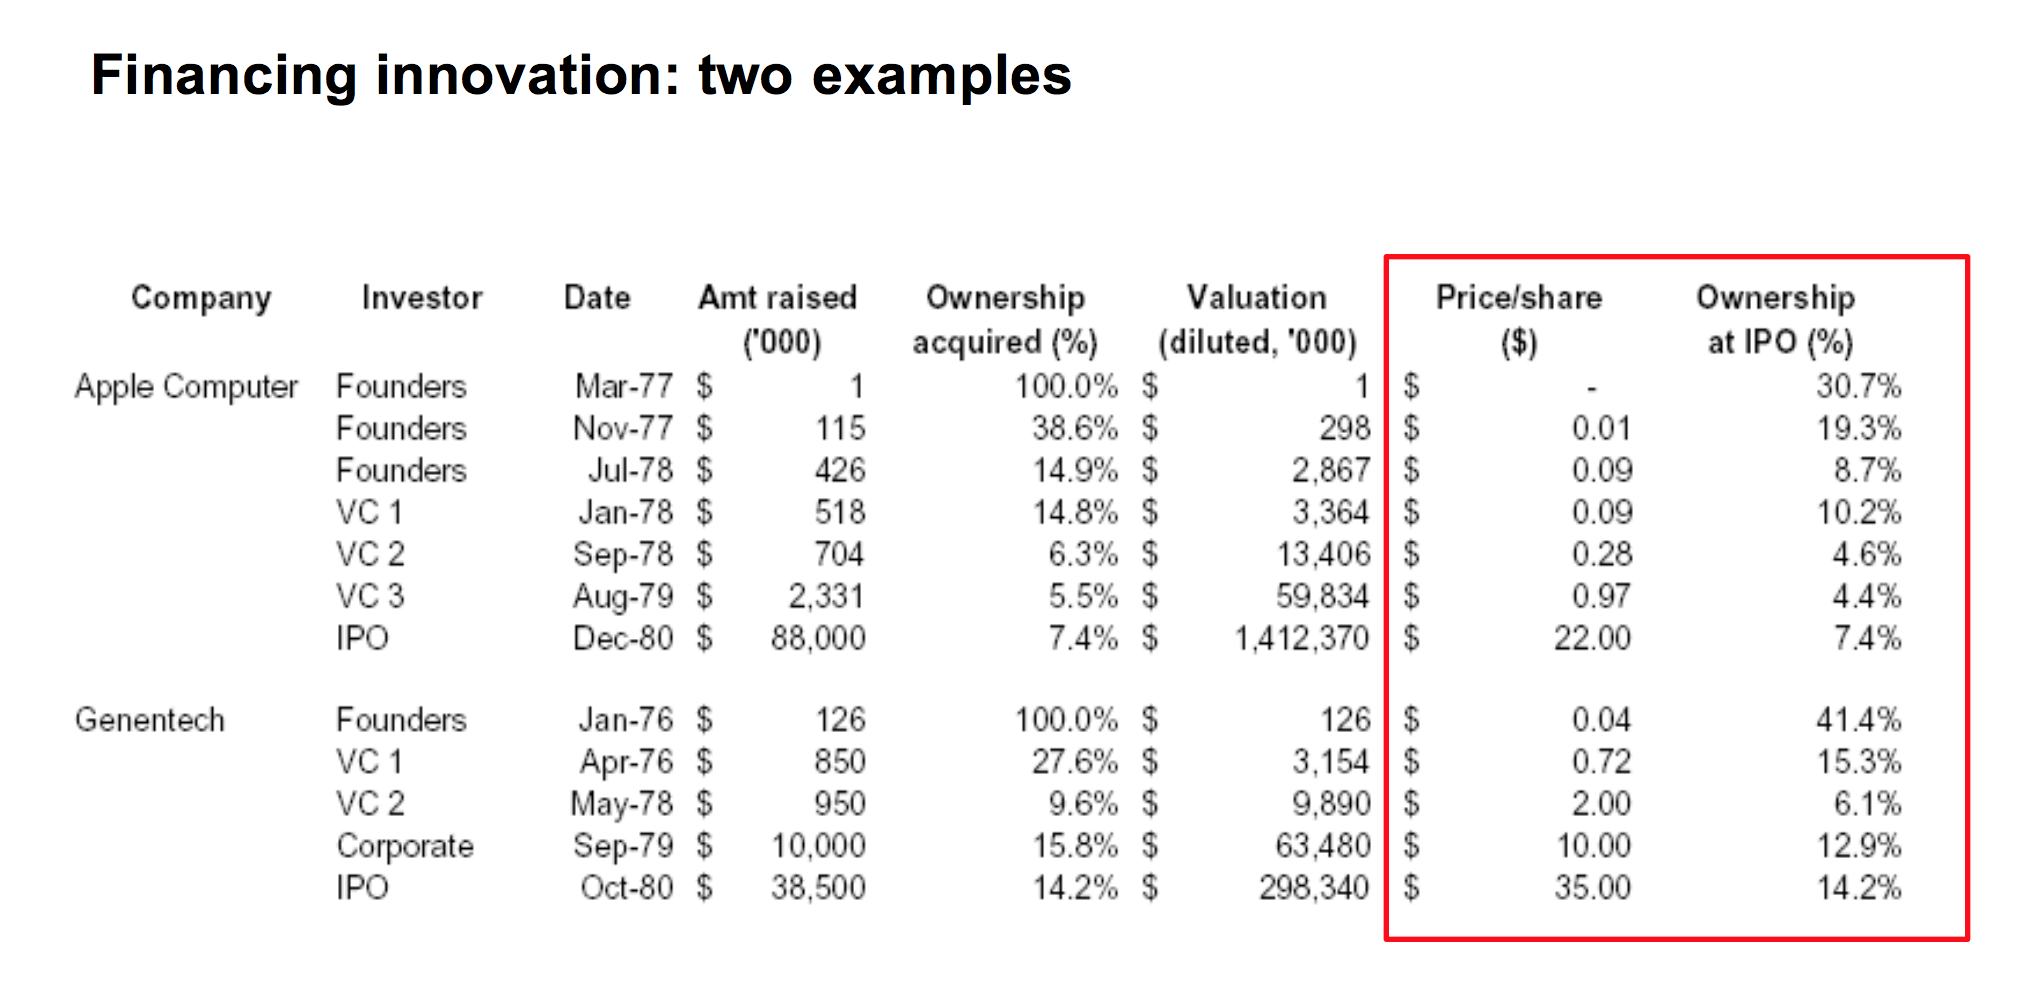 Financing innovation: two examples
Company Investor Date Amt raised Ownership Valuation Price/share Ownership
('000) acquired (%) (diluted, '000) ($) at IPO (%)
Apple Computer Founders Mar-77 $ 1 100.0% $ 1 $ - 30.7%
Founders Nov-77 $ 115 38.6% $ 298 $ 0.01 19.3%
Founders Jul-78 $ 426 14.9% $ 2,867 $ 0.09 8.7%
VC 1 Jan-78 $ 518 14.8% $ 3,364 $ 0.09 10.2%
VC 2 Sep-78 $ 704 6.3% $ 13,406 $ 0.28 4.6%
VC 3 Aug-79 $ 2,331 5.5% $ 59,834 $ 0.97 4.4%
IPO Dec-80 $ 88,000 7.4% $ 1,412,370 $ 22.00 7.4%
Genentech Founders Jan-76 $ 126 100.0% $ 126 $ 0.04 41.4%
VC 1 Apr-76 $ 850 27.6% $ 3,154 $ 0.72 15.3%
VC 2 May-78 $ 950 9.6% $ 9,890 $ 2.00 6.1%
Corporate Sep-79 $ 10,000 15.8% $ 63,480 $ 10.00 12.9%
IPO Oct-80 $ 38,500 14.2% $ 298,340 $ 35.00 14.2%